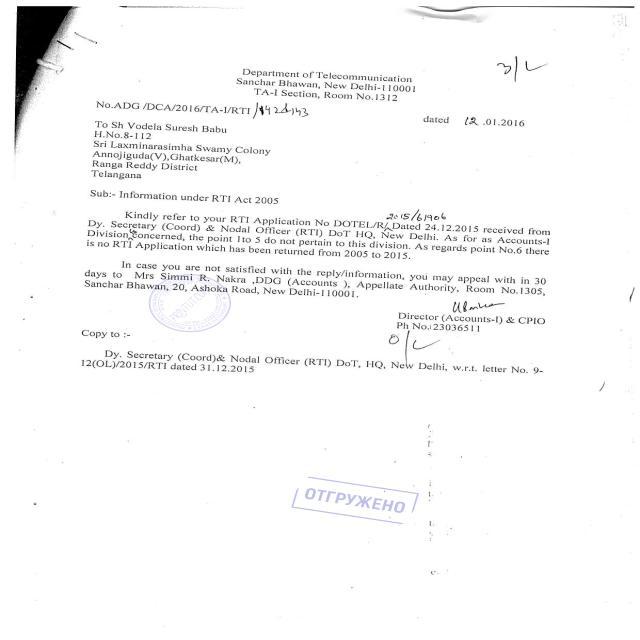 3/L
Department of Telecommunication
Sanchar Bhawan, New Delhi-110001
TA-I Section, Room No.1312
No.ADG /DCA/2016/TA-I/RTI/
dated 12 .01.2016
To Sh Vodela Suresh Babu
H.No.8-112
Sri Laxminarasimha Swamy Colony
Annojiguda(V),Ghatkesar(M),
Ranga Reddy District
Telangana
Sub:- Information under RTI Act 2005
2015/61906
Kindly refer to your RTI Application No DOTEL/R/ Dated 24.12.2015 received from
Dy. Secretary (Coord) & Nodal Officer (RTI) DoT HQ, New Delhi. As for as Accounts-I
Division concerned, the point 1to 5 do not pertain to this division. As regards point No.6 there
is no RTI Application which has been returned from 2005 to 2015.
In case you are not satisfied with the reply/information, you may appeal with in 30
days to Mrs Simmi R. Nakra ,DDG (Accounts ), Appellate Authority, Room No.1305,
Sanchar Bhawan, 20, Ashoka Road, New Delhi-110001.
Director (Accounts-I) & CPIO
Ph No.:23036511
O/C
Copy to :-
Dy. Secretary (Coord)& Nodal Officer (RTI) DoT, HQ, New Delhi, w.r.t. letter No. 9-
12(OL)/2015/RTI dated 31.12.2015
ОТГРУЖЕНО